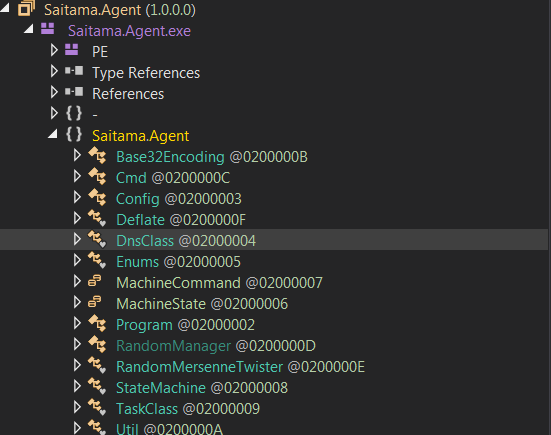 Saitama.Agent (1.0.0.0)
Saitama.Agent.exe
PE
Type References
References
{ } -
{ } Saitama.Agent
Base32Encoding @0200000B
Cmd @0200000C
Config @02000003
Deflate @0200000F
DnsClass @02000004
Enums @02000005
MachineCommand @02000007
MachineState @02000006
Program @02000002
RandomManager @0200000D
RandomMersenneTwister @0200000E
StateMachine @02000008
TaskClass @02000009
Util @0200000A